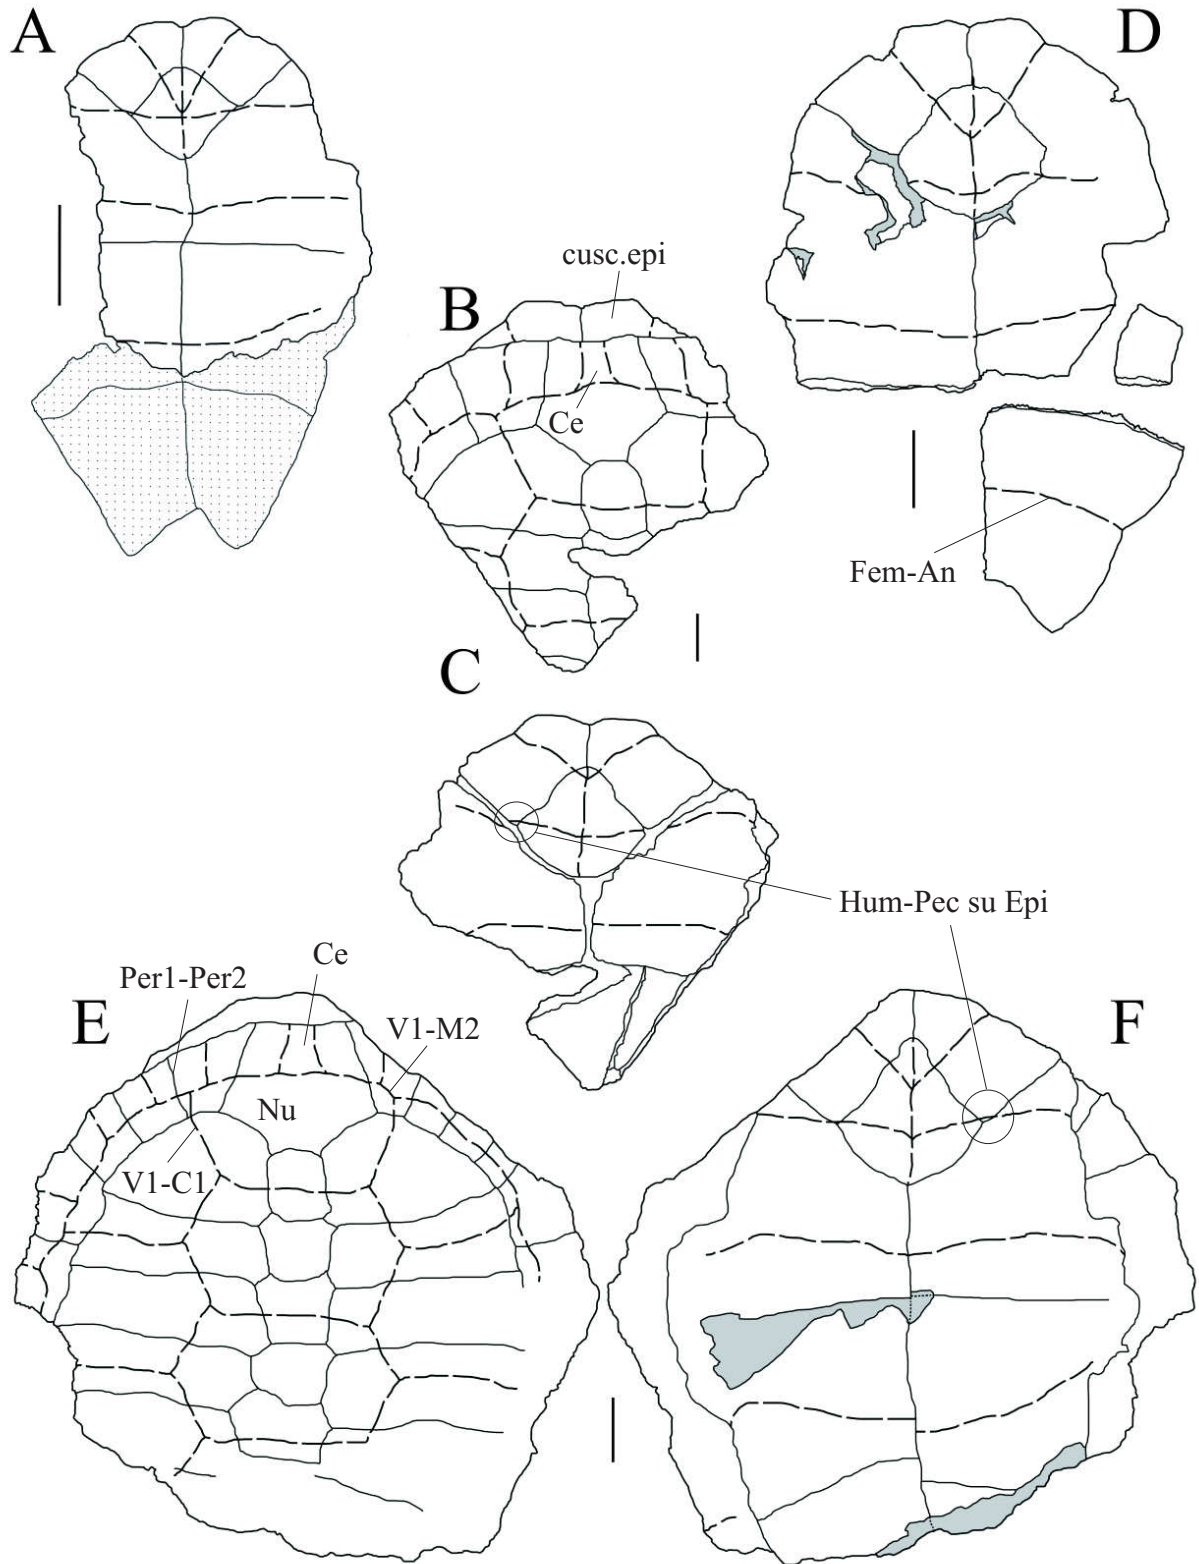 A
D
cusc.epi
B
Ce
Fem-An
C
Hum-Pec su Epi
Ce
Per1-Per2
E
V1-M2
F
Nu
V1-C1